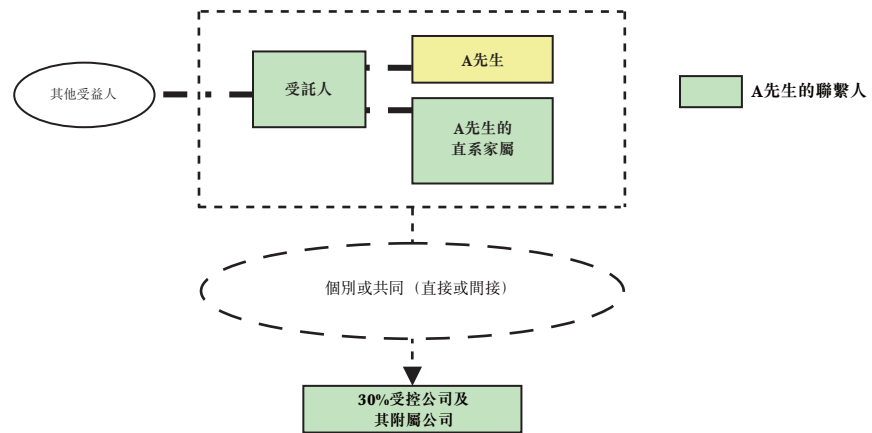 A先生
其他受益人
受託人
A先生的聯繫人
A先生的
直系家屬
個別或共同（直接或間接）
30%受控公司及
其附屬公司